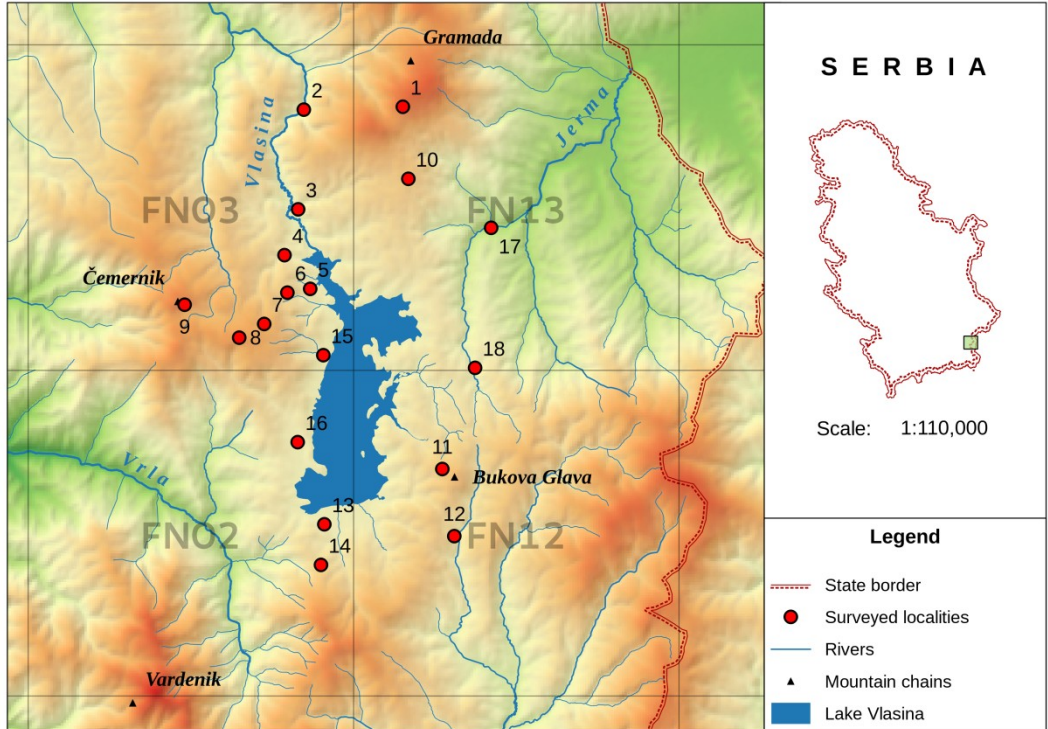 Gramada
1
2
Vlasina
Jerma
10
3
FN03
FN13
17
4
Čemernik
6
5
7
9
8
15
18
16
11
Bukova Glava
Vrla
13
12
FN02
FN12
14
Vardenik
SERBIA
Scale: 1:110,000
Legend
State border
Surveyed localities
Rivers
Mountain chains
Lake Vlasina